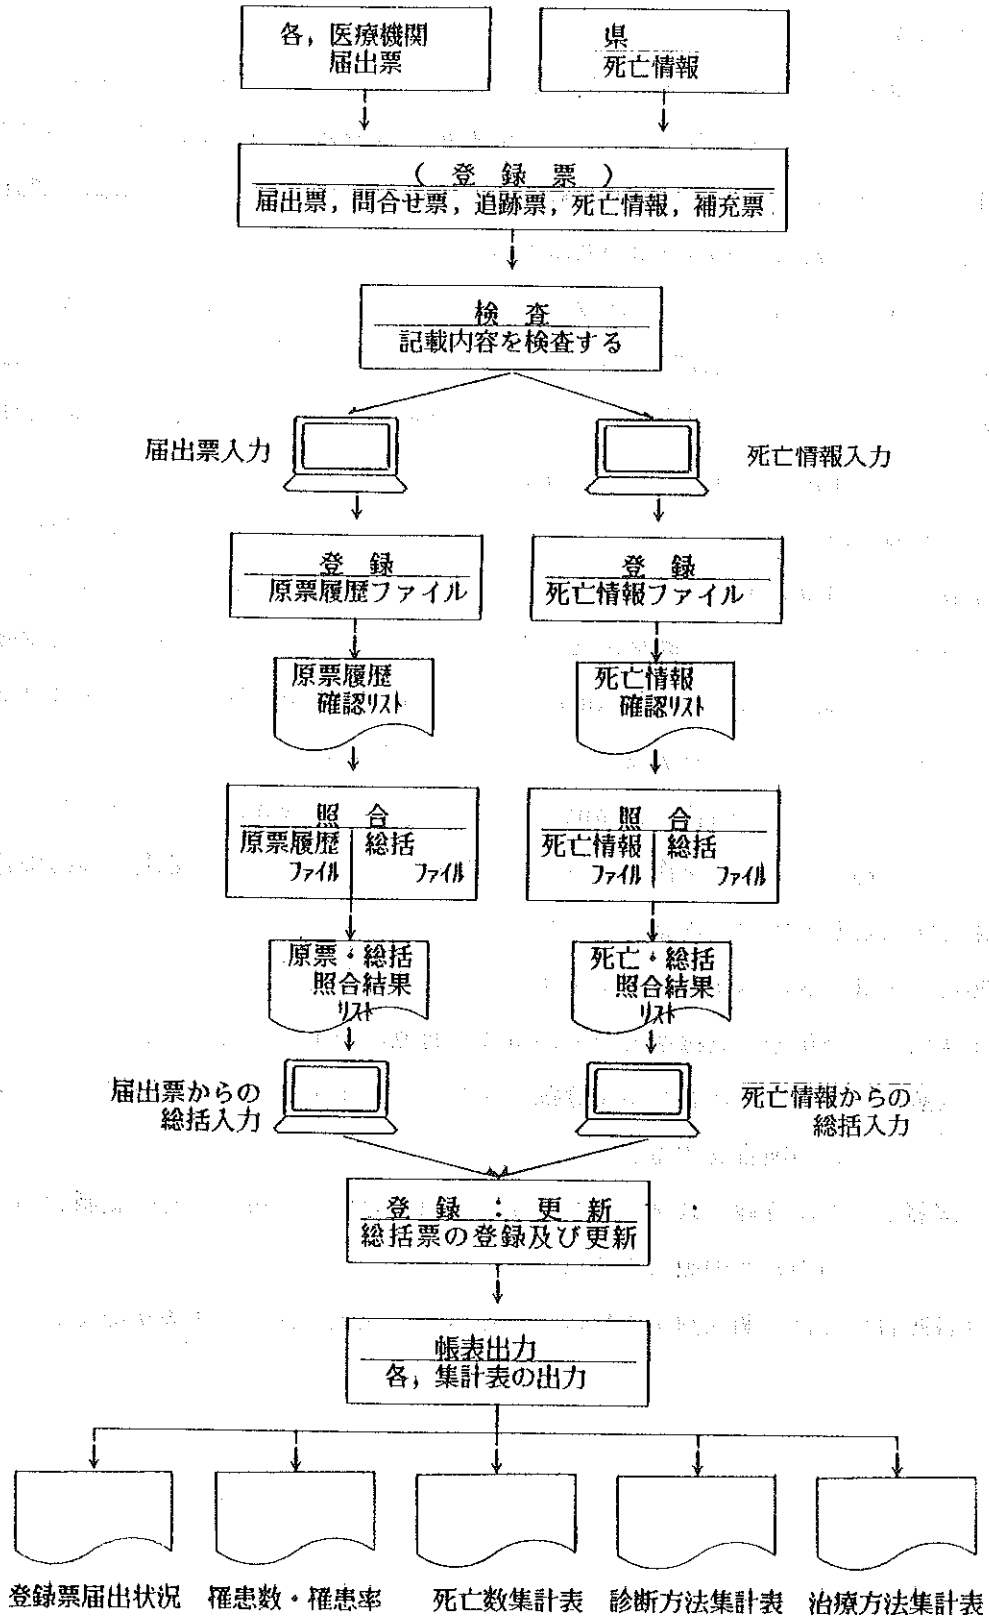 各，医療機関
届出票
県
死亡情報
（ 登 録 票 ）
届出票，問合せ票，追跡票，死亡情報，補充票
検 査
記載内容を検査する
届出票入力
死亡情報入力
登 録
原票履歴ファイル
登 録
死亡情報ファイル
原票履歴
確認リスト
死亡情報
確認リスト
照 合
原票履歴
ファイル
総括
ファイル
照 合
死亡情報
ファイル
総括
ファイル
原票・総括
照合結果
リスト
死亡・総括
照合結果
リスト
届出票からの
総括入力
死亡情報からの
総括入力
登 録 ： 更 新
総括票の登録及び更新
帳表出力
各，集計表の出力
登録票届出状況
罹患数・罹患率
死亡数集計表
診断方法集計表
治療方法集計表